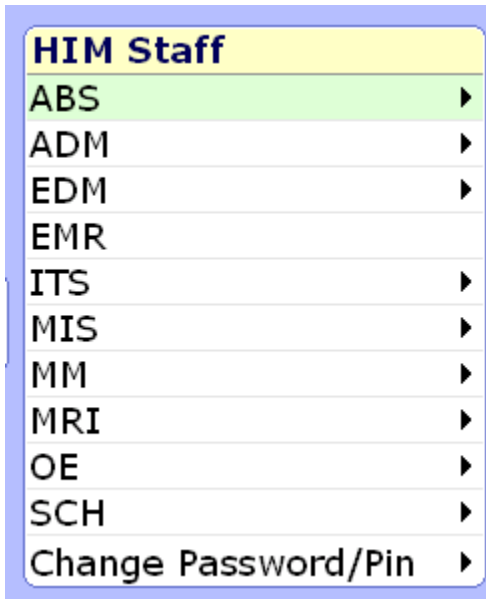 HIM Staff
ABS
ADM
EDM
EMR
ITS
MIS
MM
MRI
OE
SCH
Change Password/Pin